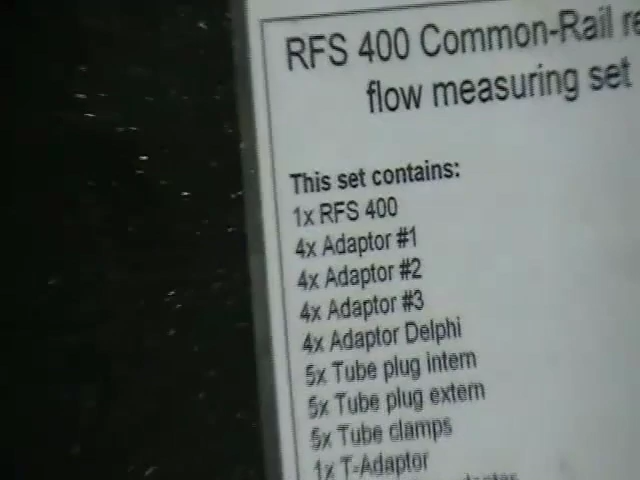 RFS 400 Common-Rail
flow measuring set
This set contains:
1x RFS 400
4x Adaptor #1
4x Adaptor #2
4x Adaptor #3
4x Adaptor Delphi
5x Tube plug intern
5x Tube plug extern
5x Tube clamps
1x T-Adaptor